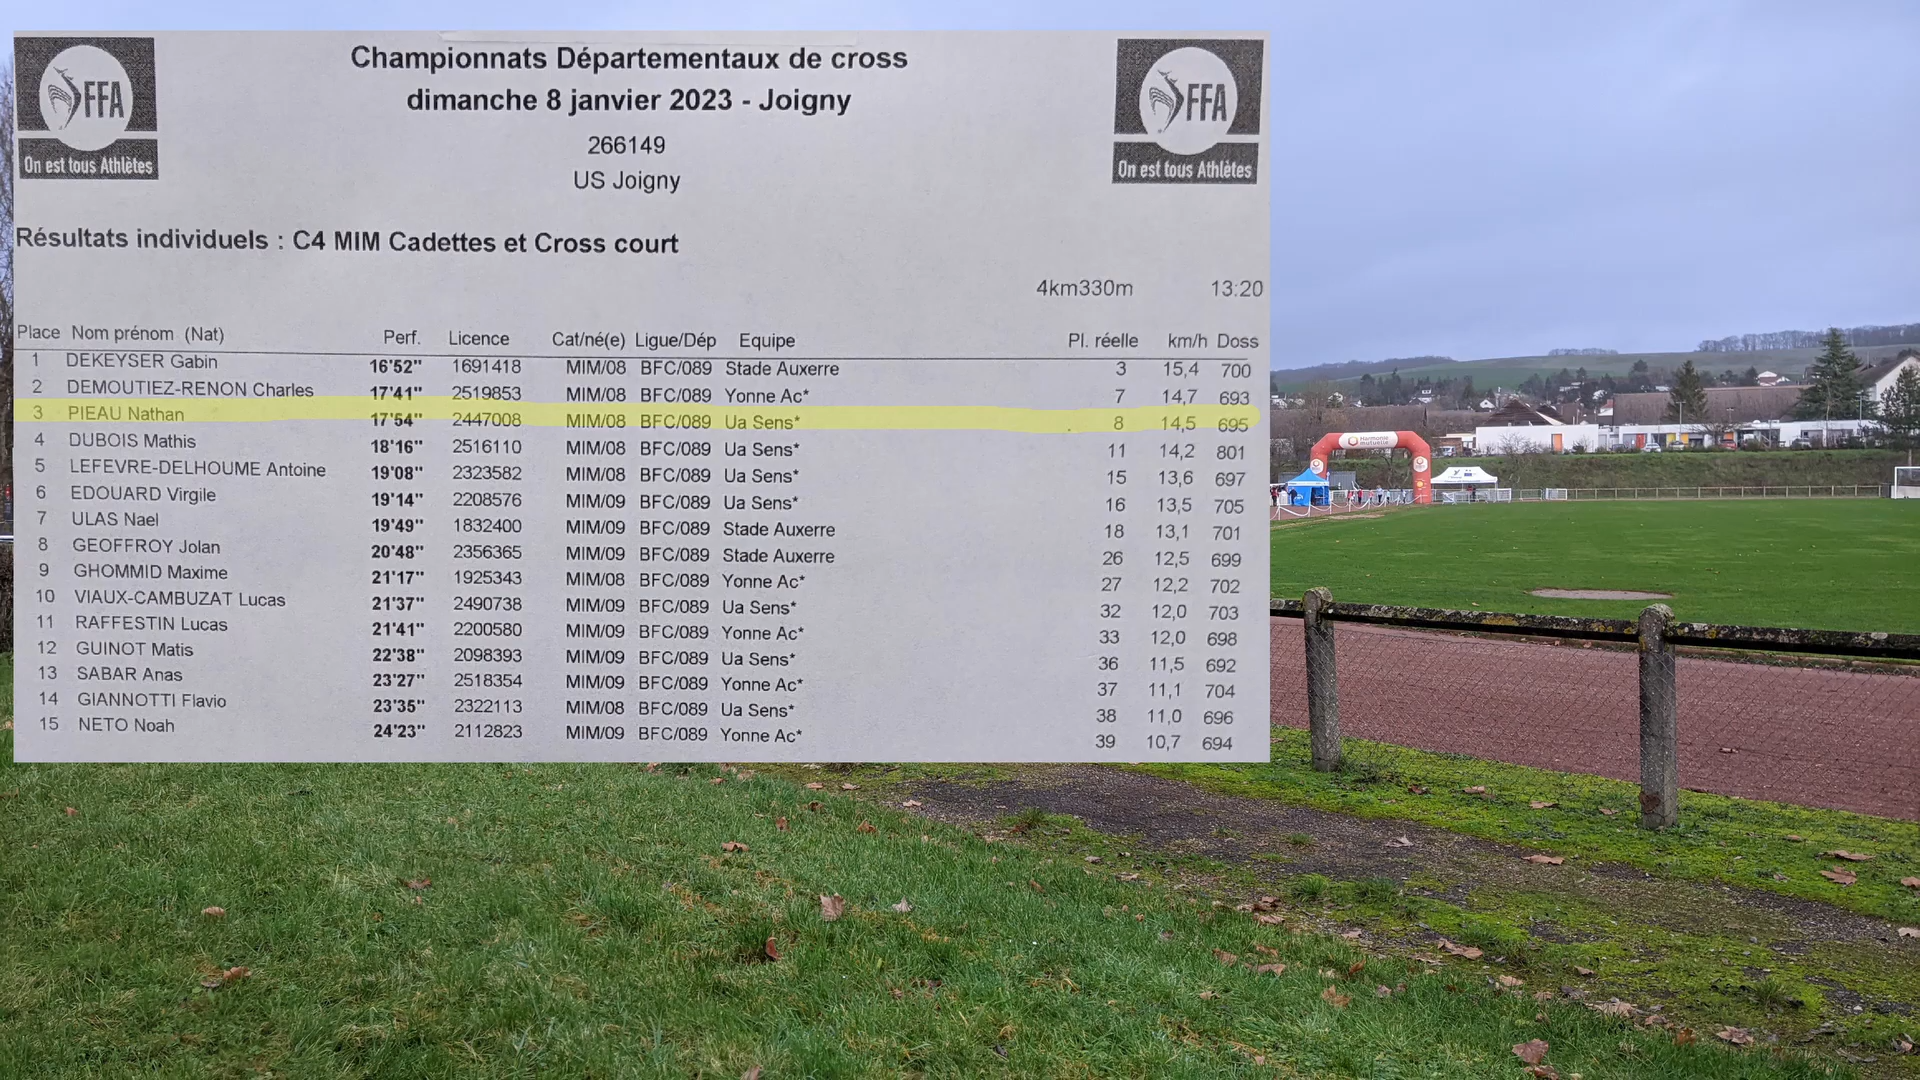 FFA
On est tous Athlètes
Championnats Départementaux de cross
dimanche 8 janvier 2023 - Joigny
266149
US Joigny
FFA
On est tous Athlètes
Résultats individuels : C4 MIM Cadettes et Cross court
4km330m 13:20
Place Nom prénom (Nat) Perf. Licence Cat/né(e) Ligue/Dép Equipe Pl. réelle km/h Doss
1 DEKEYSER Gabin 16'52'' 1691418 MIM/08 BFC/089 Stade Auxerre 3 15,4 700
2 DEMOUTIEZ-RENON Charles 17'41'' 2519853 MIM/08 BFC/089 Yonne Ac* 7 14,7 693
3 PIEAU Nathan 17'54'' 2447008 MIM/08 BFC/089 Ua Sens* 8 14,5 695
4 DUBOIS Mathis 18'16'' 2516110 MIM/08 BFC/089 Ua Sens* 11 14,2 801
5 LEFEVRE-DELHOUME Antoine 19'08'' 2323582 MIM/08 BFC/089 Ua Sens* 15 13,6 697
6 EDOUARD Virgile 19'14'' 2208576 MIM/08 BFC/089 Ua Sens* 16 13,5 705
7 ULAS Nael 19'49'' 1832400 MIM/09 BFC/089 Stade Auxerre 18 13,1 701
8 GEOFFROY Jolan 20'48'' 2356365 MIM/09 BFC/089 Stade Auxerre 26 12,5 699
9 GHOMMID Maxime 21'17'' 1925343 MIM/08 BFC/089 Yonne Ac* 27 12,2 702
10 VIAUX-CAMBUZAT Lucas 21'37'' 2490738 MIM/09 BFC/089 Ua Sens* 32 12,0 703
11 RAFFESTIN Lucas 21'41'' 2200580 MIM/09 BFC/089 Yonne Ac* 33 12,0 698
12 GUINOT Matis 22'38'' 2098393 MIM/09 BFC/089 Ua Sens* 36 11,5 692
13 SABAR Anas 23'27'' 2518354 MIM/09 BFC/089 Yonne Ac* 37 11,1 704
14 GIANNOTTI Flavio 23'35'' 2322113 MIM/08 BFC/089 Ua Sens* 38 11,0 696
15 NETO Noah 24'23'' 2112823 MIM/09 BFC/089 Yonne Ac* 39 10,7 694
Harmonie
mutuelle